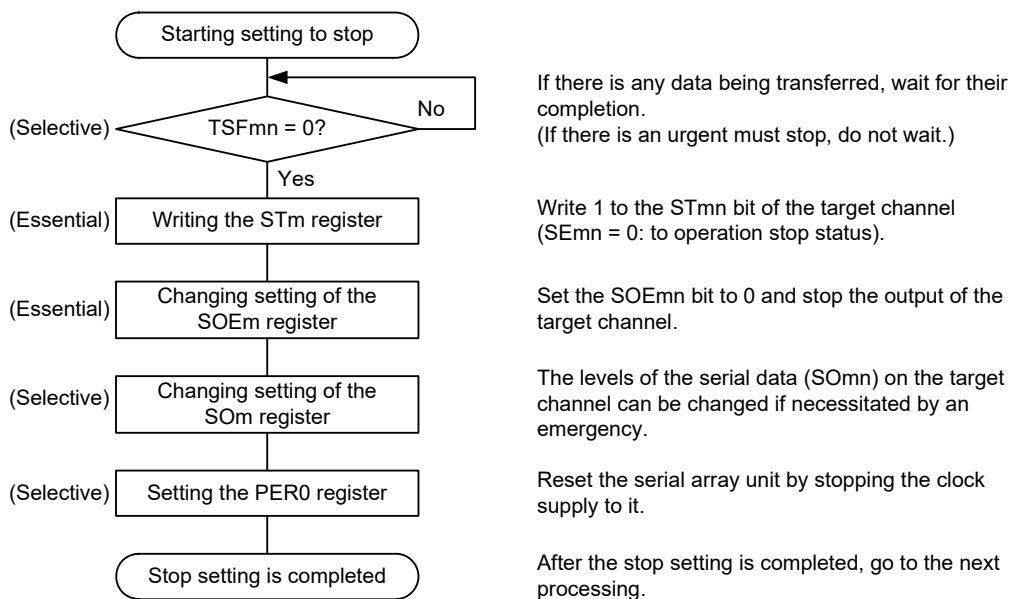 Starting setting to stop
No
(Selective)
TSFmn = 0?
If there is any data being transferred, wait for their
completion.
(If there is an urgent must stop, do not wait.)
Yes
(Essential)
Writing the STm register
Write 1 to the STmn bit of the target channel
(SEmn = 0: to operation stop status).
(Essential)
Changing setting of the
SOEm register
Set the SOEmn bit to 0 and stop the output of the
target channel.
(Selective)
Changing setting of the
SOm register
The levels of the serial data (SOmn) on the target
channel can be changed if necessitated by an
emergency.
(Selective)
Setting the PER0 register
Reset the serial array unit by stopping the clock
supply to it.
Stop setting is completed
After the stop setting is completed, go to the next
processing.